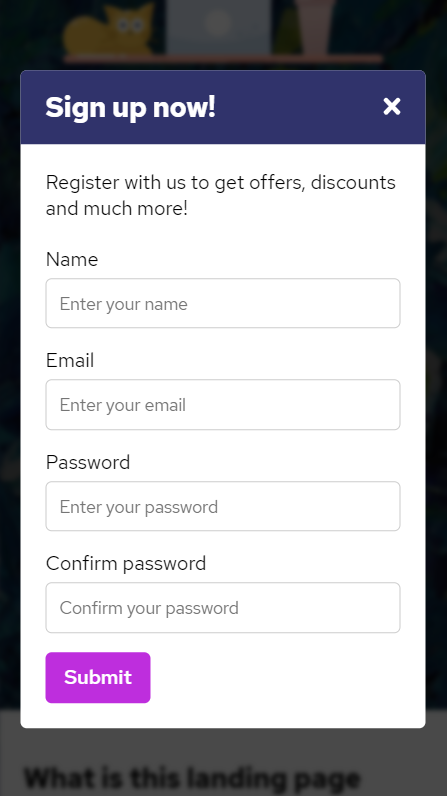 Sign up now!
Register with us to get offers, discounts
and much more!
Name
Enter your name
Email
Enter your email
Password
Enter your password
Confirm password
Confirm your password
Submit
What is this landing page